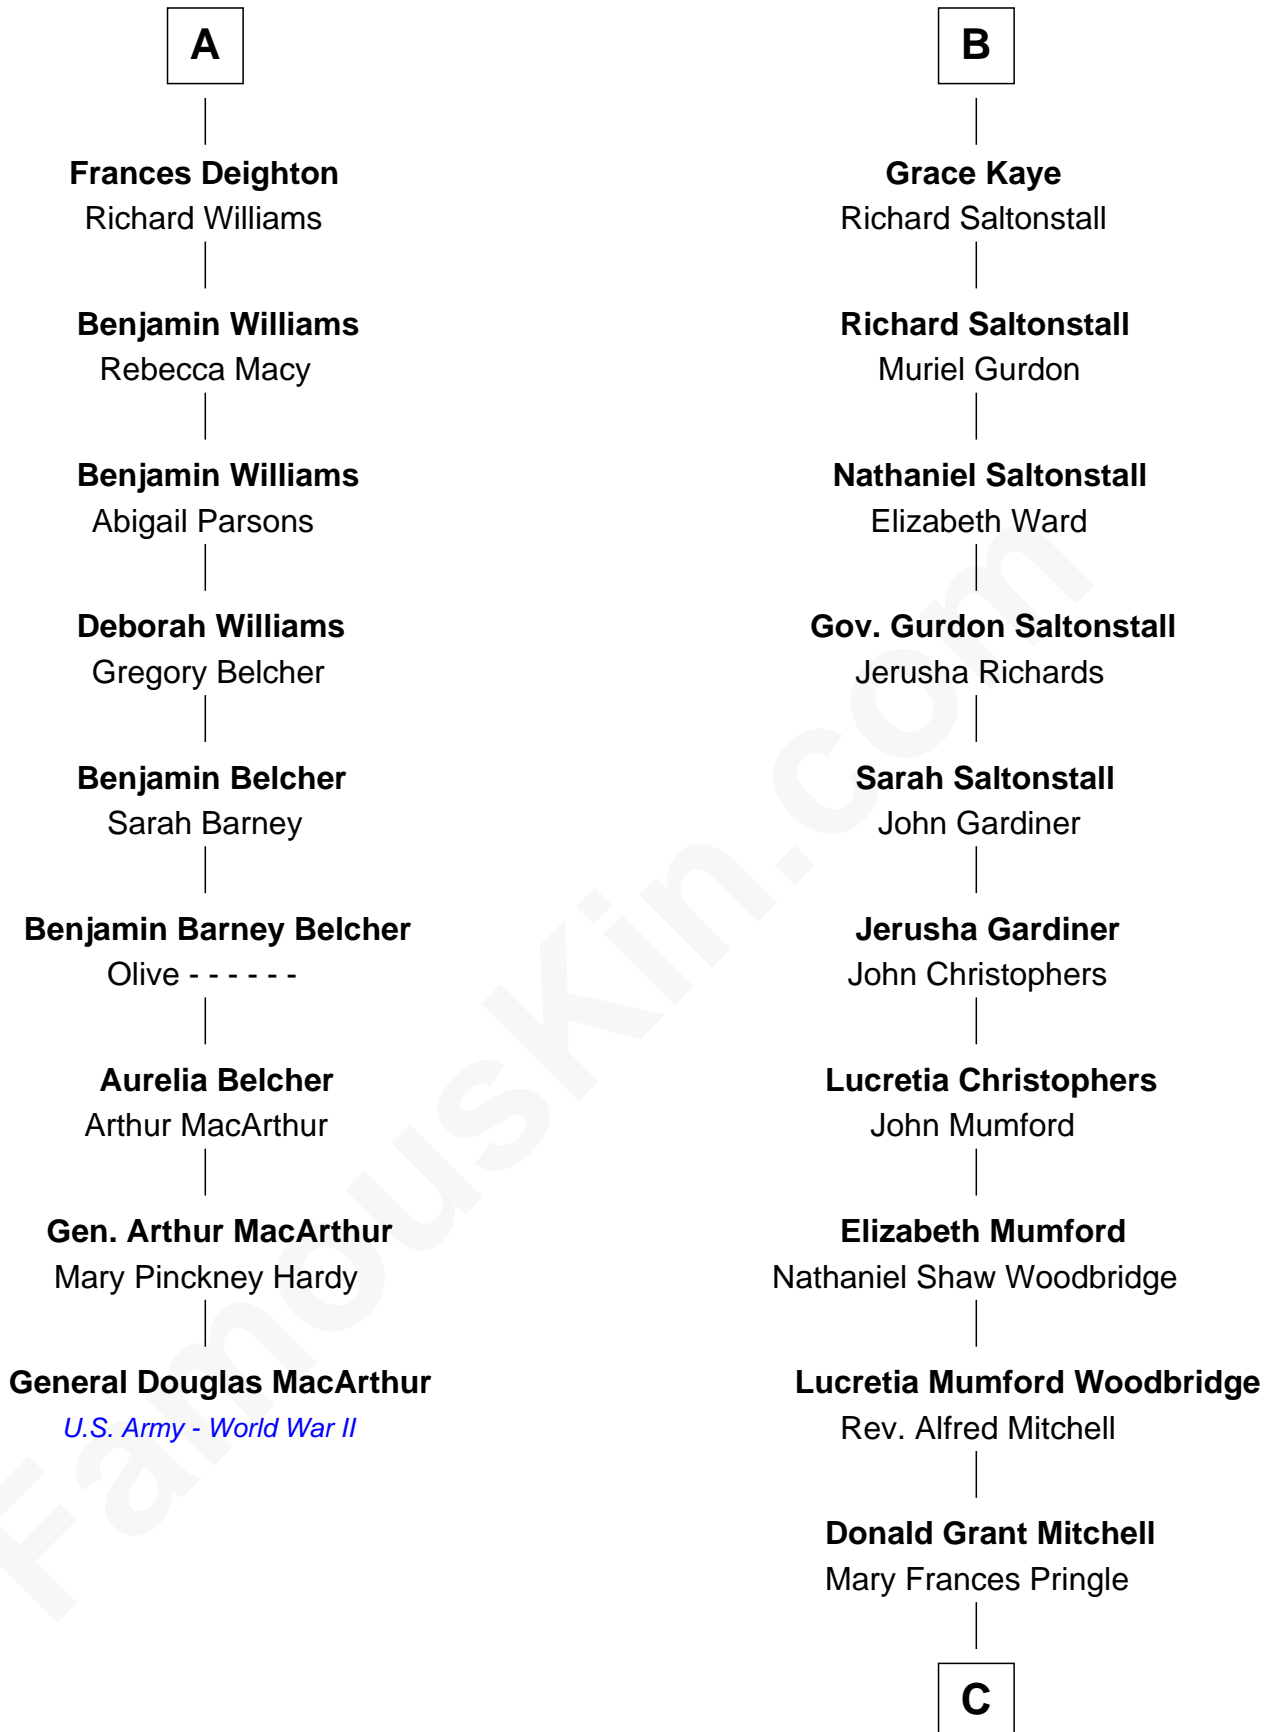 A
Frances Deighton
Richard Williams
Benjamin Williams
Rebecca Macy
Benjamin Williams
Abigail Parsons
Deborah Williams
Gregory Belcher
Benjamin Belcher
Sarah Barney
Benjamin Barney Belcher
Olive - - - - - -
Aurelia Belcher
Arthur MacArthur
Gen. Arthur MacArthur
Mary Pinckney Hardy
General Douglas MacArthur
U.S. Army - World War II
B
Grace Kaye
Richard Saltonstall
Richard Saltonstall
Muriel Gurdon
Nathaniel Saltonstall
Elizabeth Ward
Gov. Gurdon Saltonstall
Jerusha Richards
Sarah Saltonstall
John Gardiner
Jerusha Gardiner
John Christophers
Lucretia Christophers
John Mumford
Elizabeth Mumford
Nathaniel Shaw Woodbridge
Lucretia Mumford Woodbridge
Rev. Alfred Mitchell
Donald Grant Mitchell
Mary Frances Pringle
C
FamousKin.com